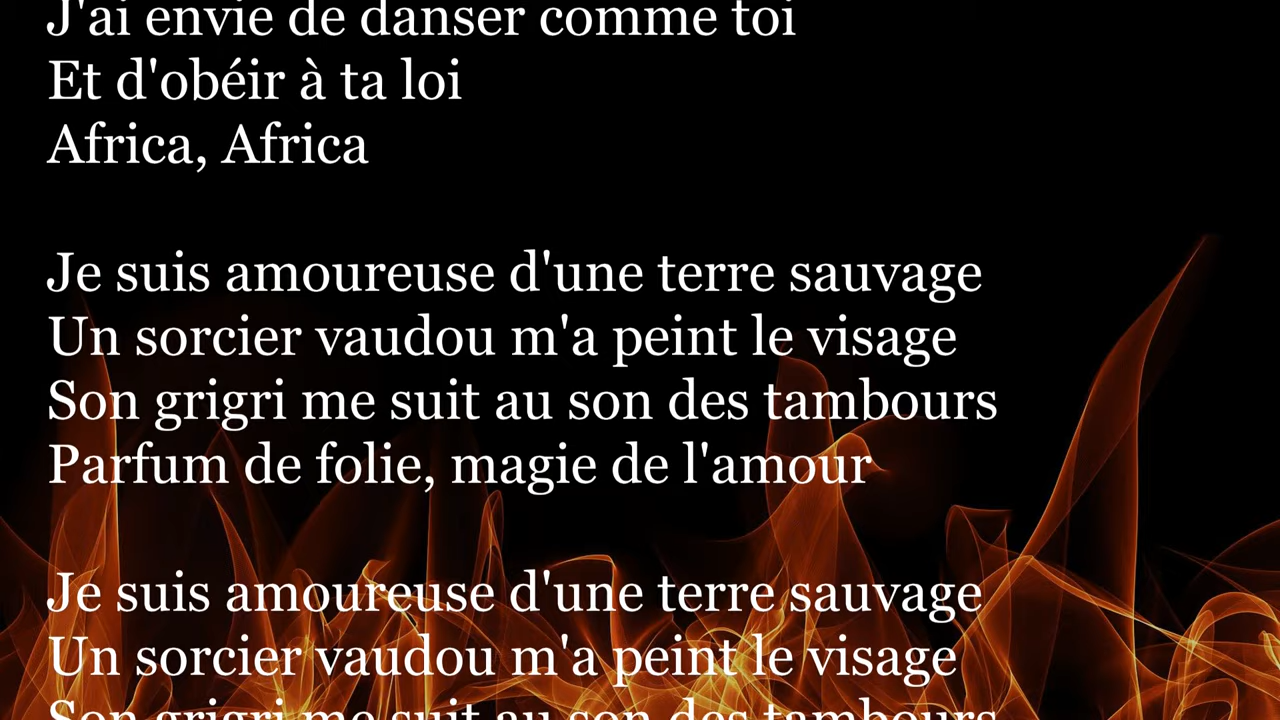 J'ai envie de danser comme toi
Et d'obéir à ta loi
Africa, Africa
Je suis amoureuse d'une terre sauvage
Un sorcier vaudou m'a peint le visage
Son grigri me suit au son des tambours
Parfum de folie, magie de l'amour
Je suis amoureuse d'une terre sauvage
Un sorcier vaudou m'a peint le visage
Son grigri me suit au son des tambours